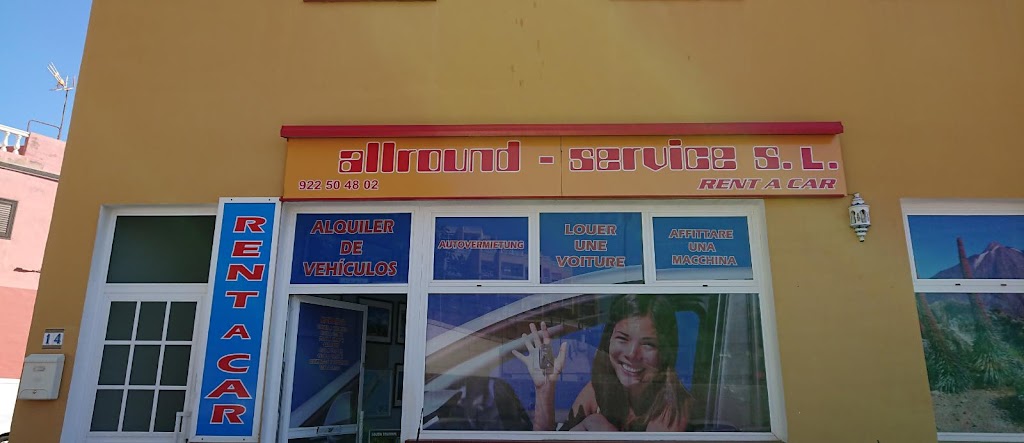 allround - service S. L.
922 50 48 02
RENT A CAR
RENT A CAR
ALQUILER
DE
VEHÍCULOS
AUTOVERMIETUNG
LOUER
UNE
VOITURE
AFFITTARE
UNA
MACCHINA
14